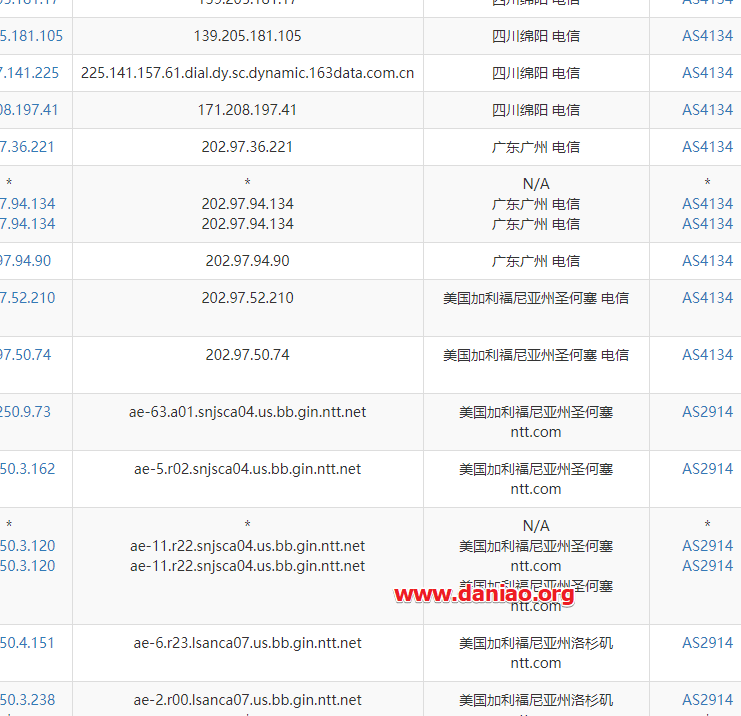 5.181.17 139.205.181.17 四川绵阳 电信 AS4134
5.181.105 139.205.181.105 四川绵阳 电信 AS4134
7.141.225 225.141.157.61.dial.dy.sc.dynamic.163data.com.cn 四川绵阳 电信 AS4134
08.197.41 171.208.197.41 四川绵阳 电信 AS4134
7.36.221 202.97.36.221 广东广州 电信 AS4134
* * N/A *
7.94.134 202.97.94.134 广东广州 电信 AS4134
7.94.134 202.97.94.134 广东广州 电信 AS4134
97.94.90 202.97.94.90 广东广州 电信 AS4134
7.52.210 202.97.52.210 美国加利福尼亚州圣何塞 电信 AS4134
97.50.74 202.97.50.74 美国加利福尼亚州圣何塞 电信 AS4134
250.9.73 ae-63.a01.snjsca04.us.bb.gin.ntt.net 美国加利福尼亚州圣何塞 AS2914
ntt.com
50.3.162 ae-5.r02.snjsca04.us.bb.gin.ntt.net 美国加利福尼亚州圣何塞 AS2914
ntt.com
* * N/A *
50.3.120 ae-11.r22.snjsca04.us.bb.gin.ntt.net 美国加利福尼亚州圣何塞 AS2914
50.3.120 ae-11.r22.snjsca04.us.bb.gin.ntt.net ntt.com AS2914
美国加利福尼亚州圣何塞
www.daniao.org
ntt.com
50.4.151 ae-6.r23.lsanca07.us.bb.gin.ntt.net 美国加利福尼亚州洛杉矶 AS2914
ntt.com
50.3.238 ae-2.r00.lsanca07.us.bb.gin.ntt.net 美国加利福尼亚州洛杉矶 AS2914